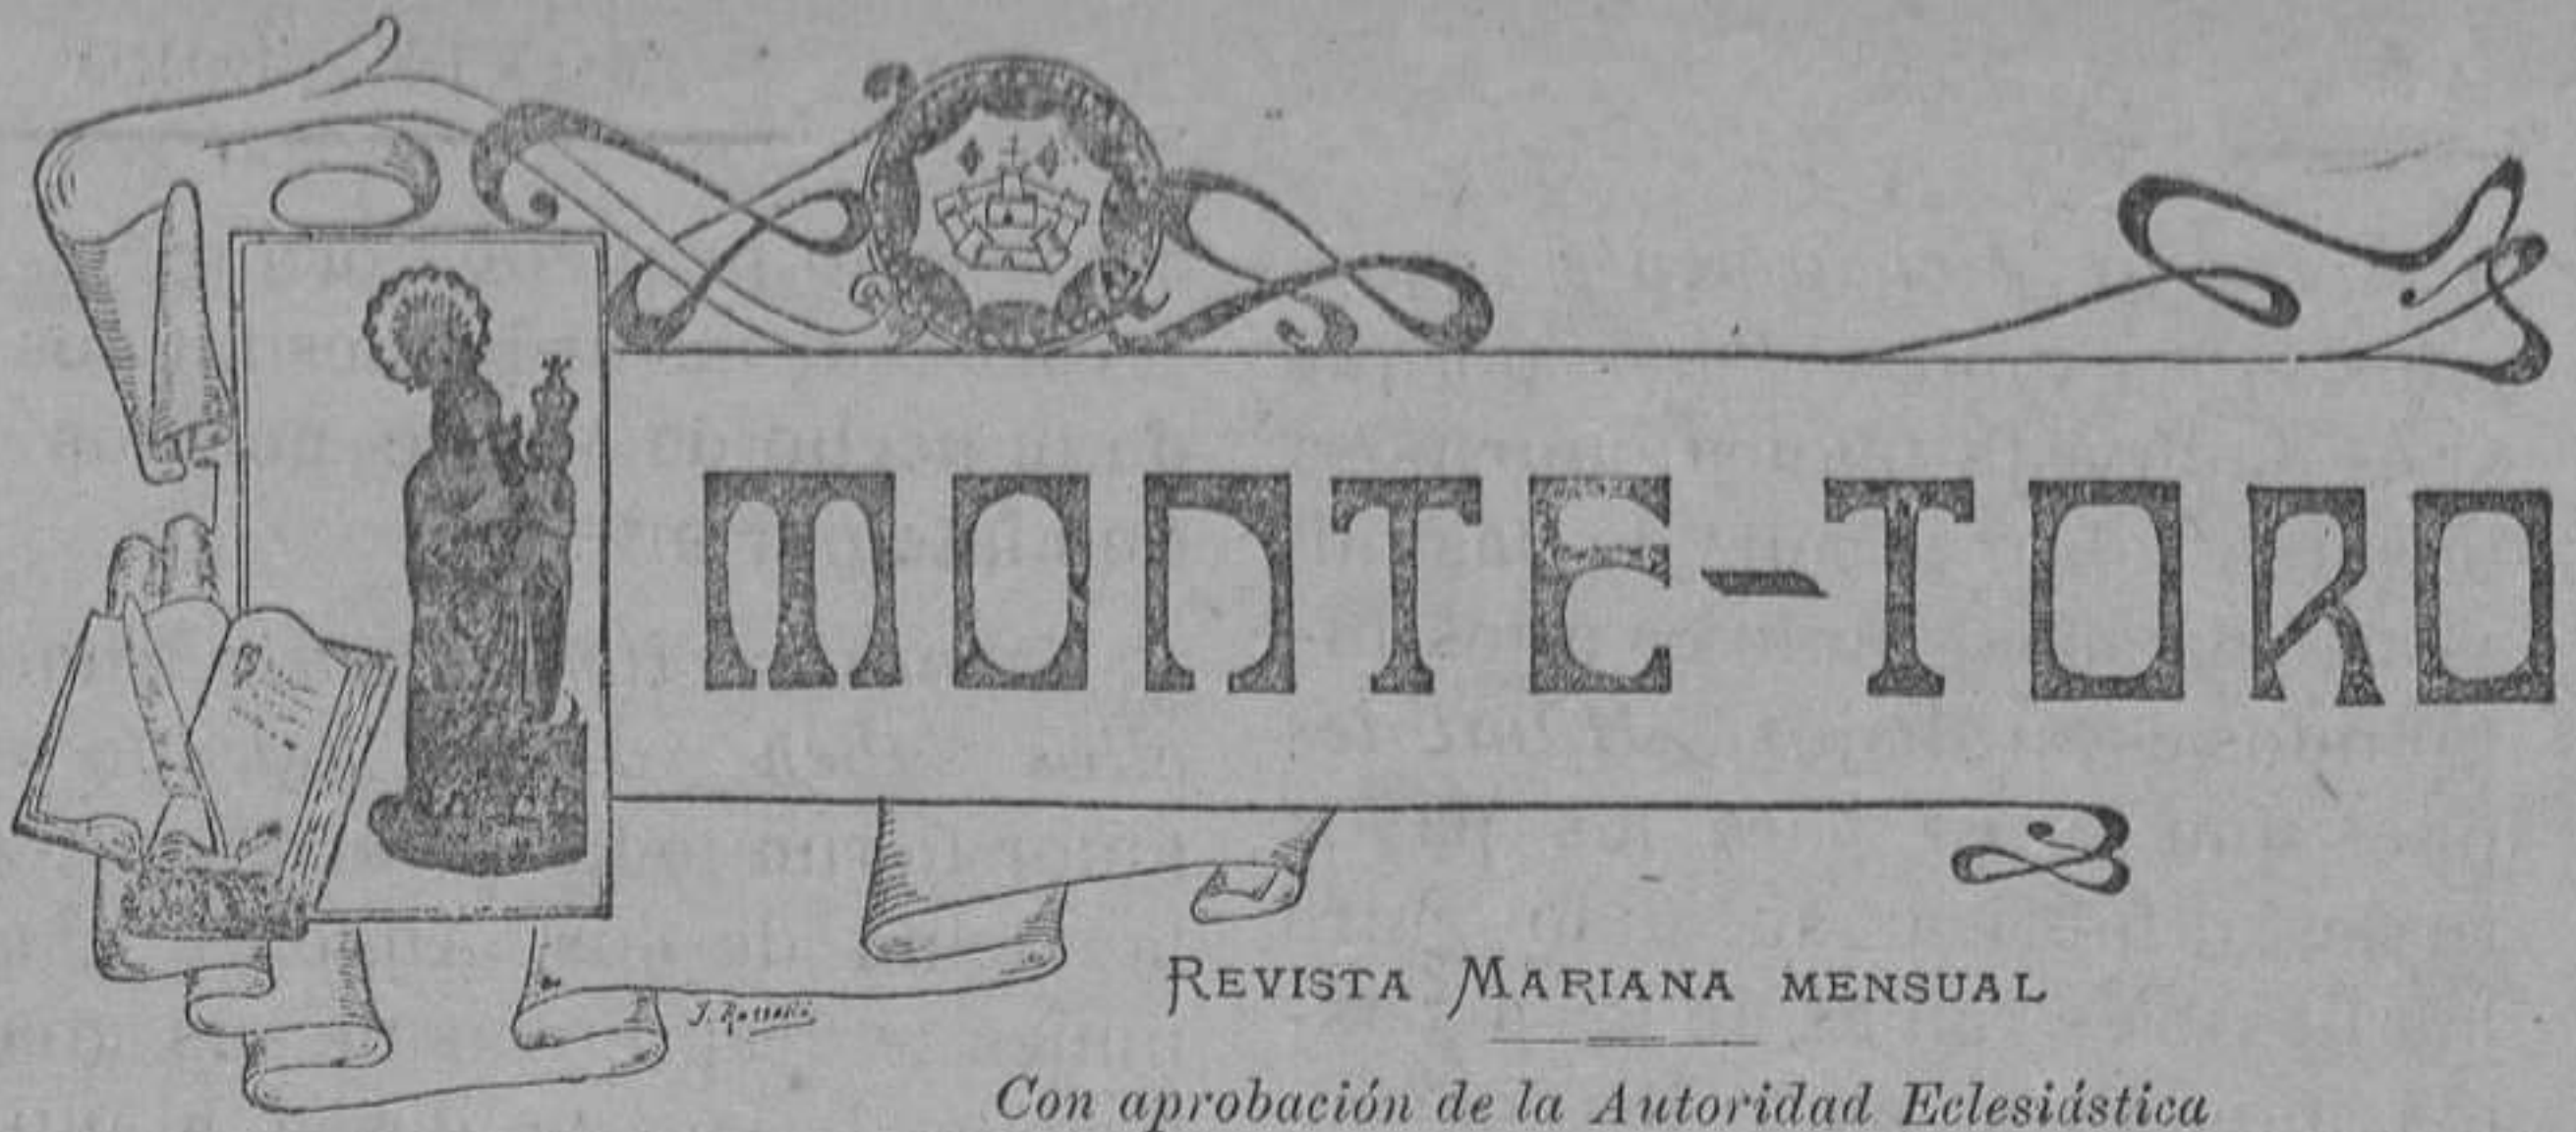 MONTE-TORO
REVISTA MARIANA MENSUAL
Con aprobación de la Autoridad Eclesiástica